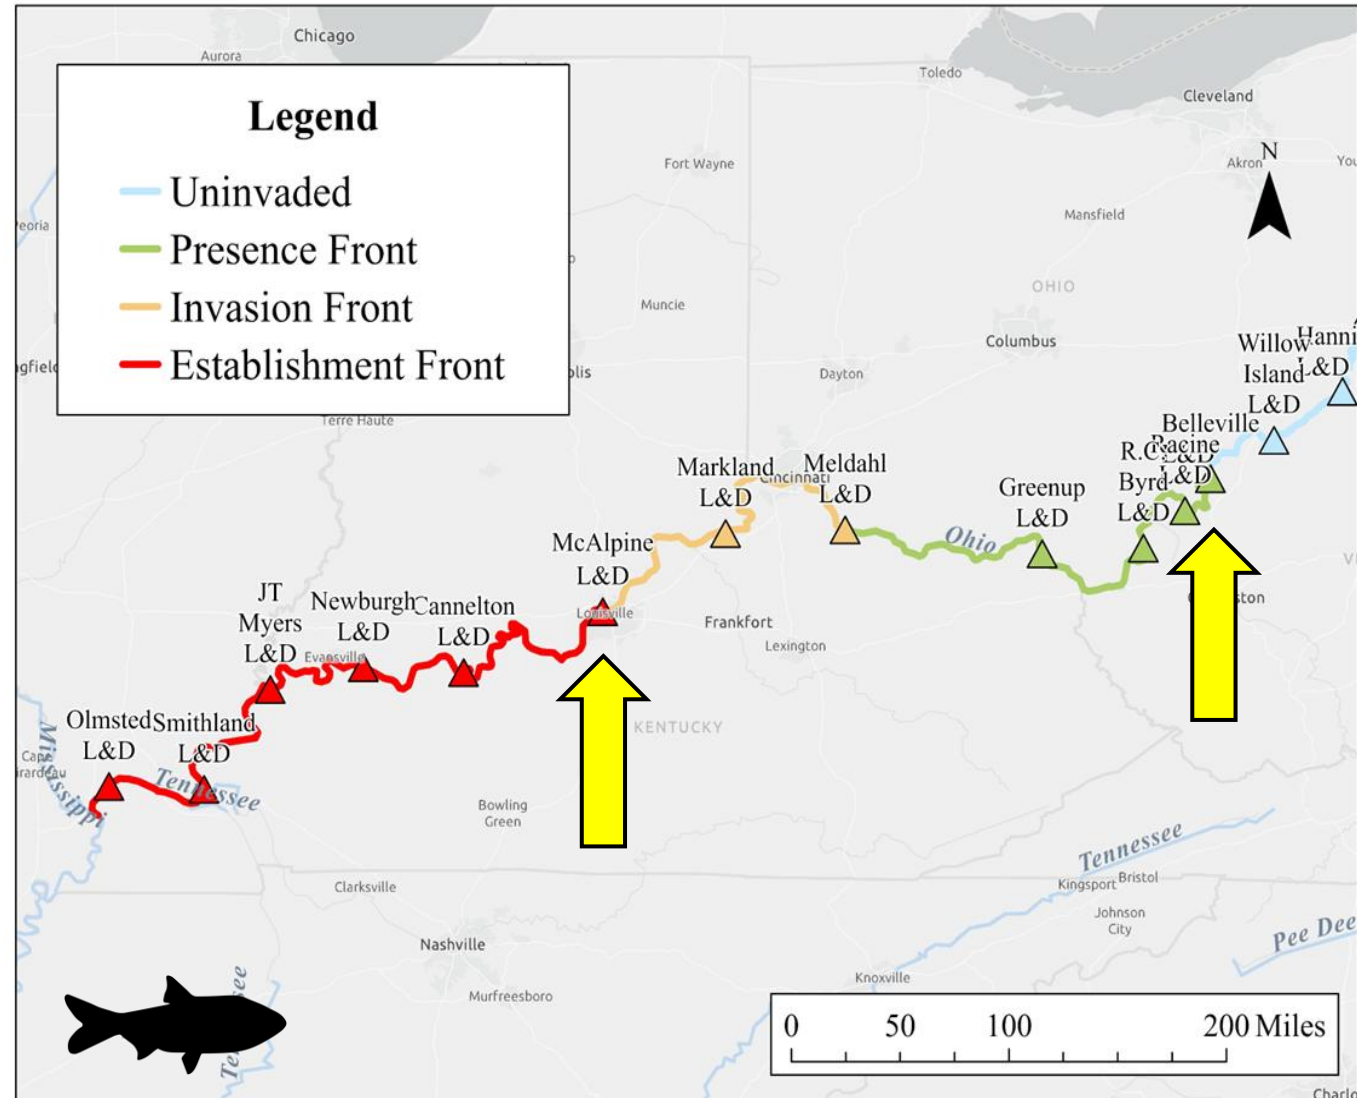 Chicago
Aurora
Toledo
Cleveland
Legend
Uninvaded
Presence Front
Invasion Front
Establishment Front
Fort Wayne
Akron
N
Mansfield
Muncie
OHIO
Columbus
Dayton
Terre Haute
Willow
Island
L&D
L&D
Belleville
L&D
Racine
L&D
Byrd
L&D
Markland
L&D
Cincinnati
Meldahl
L&D
Greenup
L&D
Ohio
McAlpine
L&D
Louisville
JT
Myers
L&D
Newburgh
L&D
Evansville
Cannelton
L&D
Frankfort
Lexington
KENTUCKY
Olmsted
L&D
Smithland
L&D
Mississippi
Tennessee
Bowling
Green
Clarksville
Nashville
Murfreesboro
Tennessee
Kingsport
Bristol
Johnson
City
Pee Dee
Knoxville
0 50 100 200 Miles